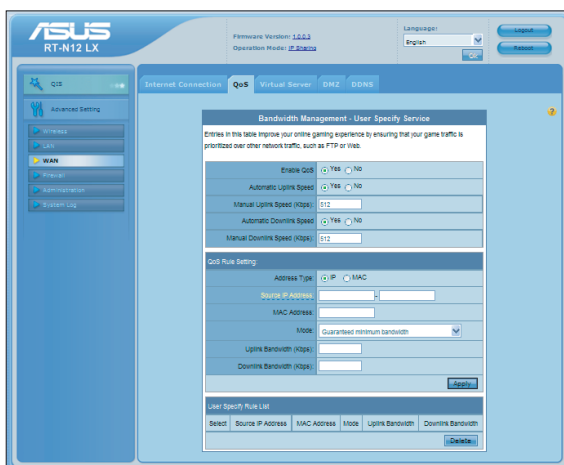 ASUS
RT-N12 LX
Firmware Version: 1.0.0.3
Operation Mode: IP Sharing
Language:
English
OK
Logout
Reboot
QIS
Advanced Setting
Wireless
LAN
WAN
Firewall
Administration
System Log
Internet Connection QoS Virtual Server DMZ DDNS
Bandwidth Management - User Specify Service
Entries in this table improve your online gaming experience by ensuring that your game traffic is
prioritized over other network traffic, such as FTP or Web.
Enable QoS Yes No
Automatic Uplink Speed Yes No
Manual Uplink Speed (Kbps): 512
Automatic Downlink Speed Yes No
Manual Downlink Speed (Kbps): 512
QoS Rule Setting:
Address Type: IP MAC
Source IP Address: -
MAC Address:
Mode: Guaranteed minimum bandwidth
Uplink Bandwidth (Kbps):
Downlink Bandwidth (Kbps):
Apply
User Specify Rule List
Select Source IP Address MAC Address Mode Uplink Bandwidth Downlink Bandwidth
Delete